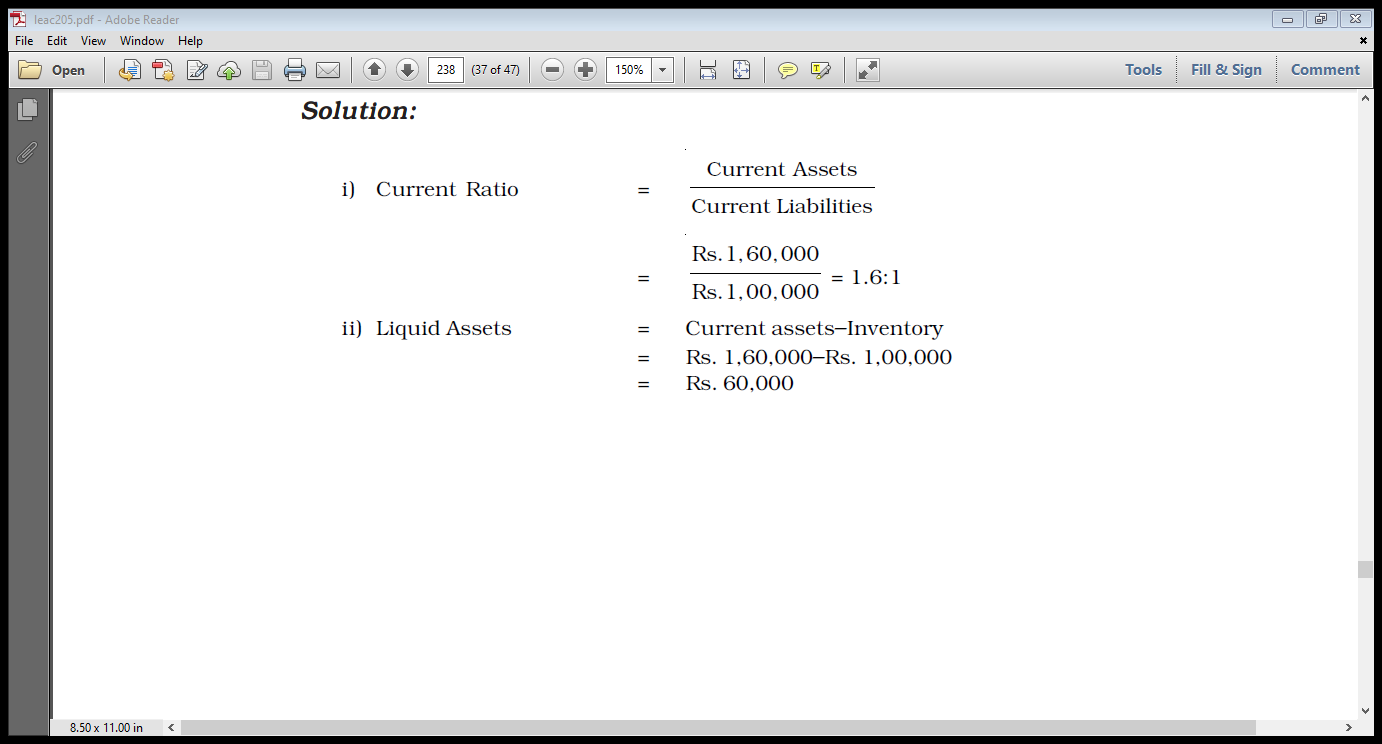 leac205.pdf - Adobe Reader
File Edit View Window Help
Open 238 (37 of 47) 150% Tools Fill & Sign Comment
Solution:
i) Current Ratio = Current Assets
Current Liabilities
= Rs.1,60,000
Rs.1,00,000 = 1.6:1
ii) Liquid Assets = Current assets–Inventory
= Rs. 1,60,000–Rs. 1,00,000
= Rs. 60,000
8.50 x 11.00 in